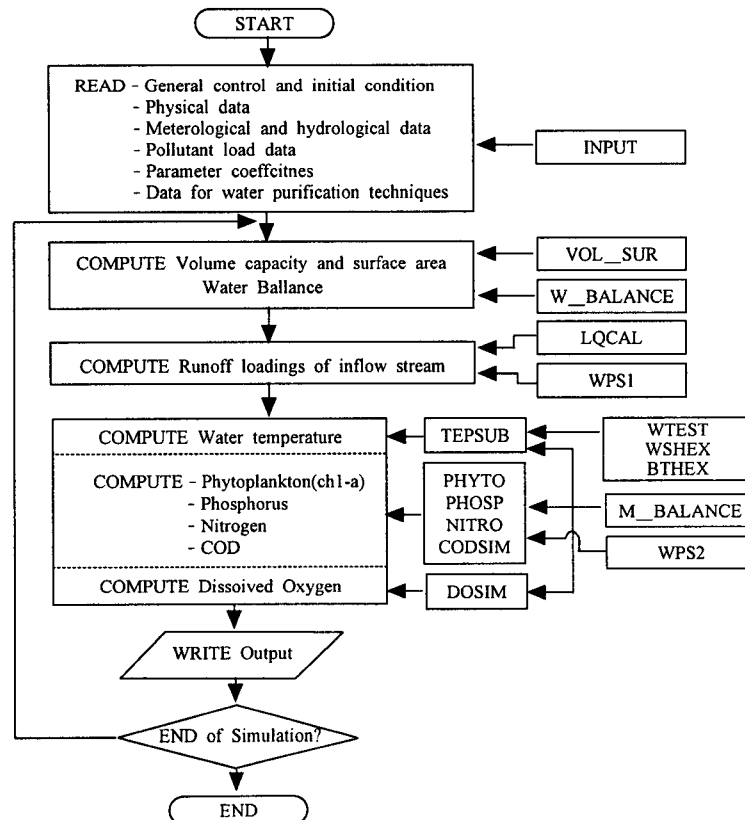 START
READ - General control and initial condition
- Physical data
- Meterological and hydrological data
- Pollutant load data
- Parameter coeffcitnes
- Data for water purification techniques
INPUT
COMPUTE Volume capacity and surface area
Water Ballance
VOL__SUR
W__BALANCE
COMPUTE Runoff loadings of inflow stream
LQCAL
WPS1
COMPUTE Water temperature
TEPSUB
WTEST
WSHEX
BTHEX
COMPUTE - Phytoplankton(ch1-a)
- Phosphorus
- Nitrogen
- COD
PHYTO
PHOSP
NITRO
CODSIM
M__BALANCE
WPS2
COMPUTE Dissoived Oxygen
DOSIM
WRITE Output
END of Simulation?
END